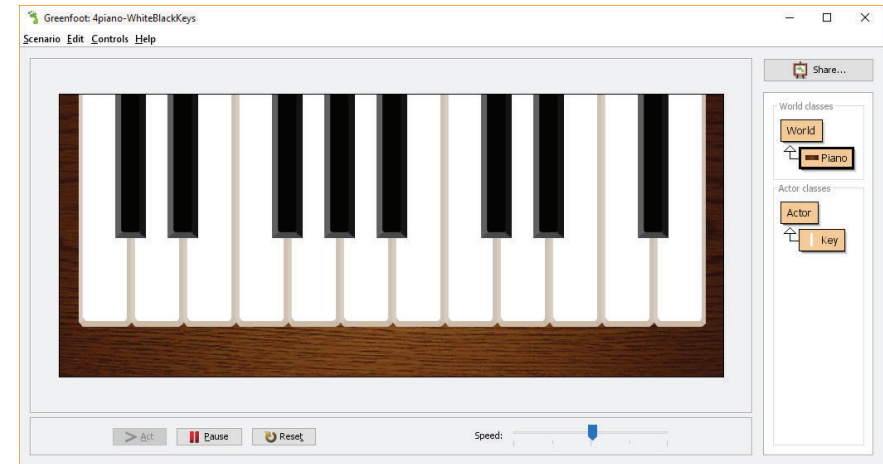 Greenfoot: 4piano-WhiteBlackKeys
Scenario Edit Controls Help
Share...
World classes
World
Piano
Actor classes
Actor
Key
Act Pause Reset Speed: